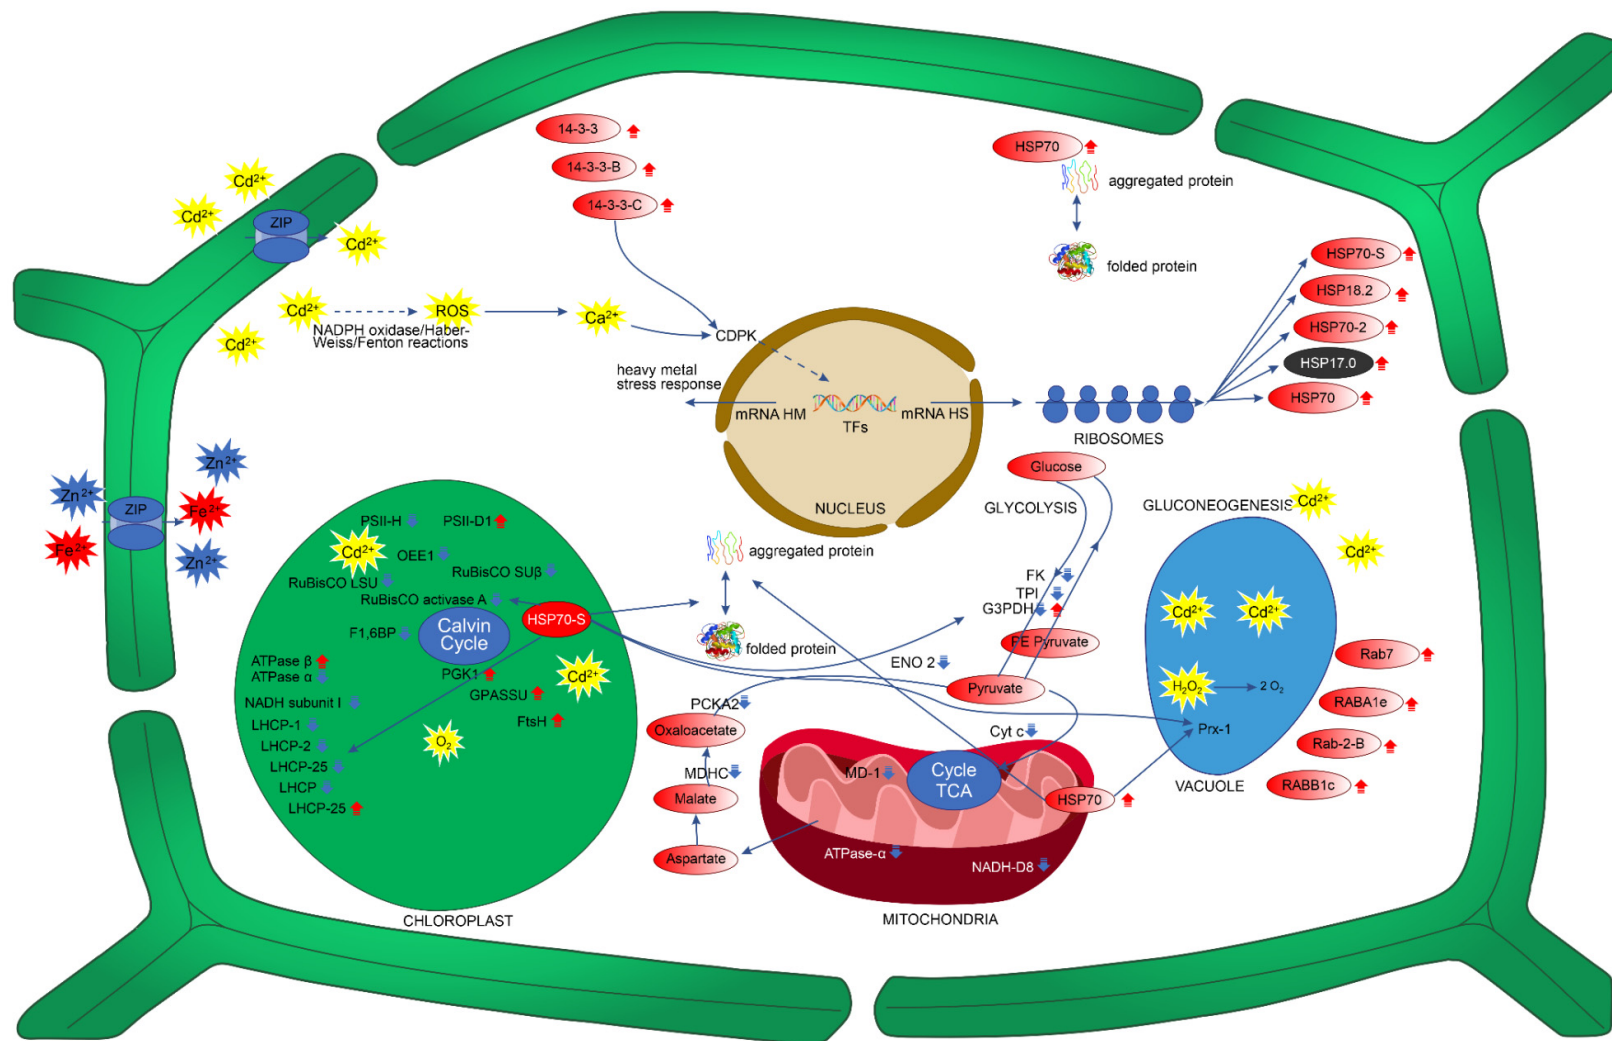 14-3-3
14-3-3-B
14-3-3-C
HSP70
aggregated protein
folded protein
Cd2+
Cd2+
ZIP
Cd2+
Cd2+
ROS
Ca2+
Cd2+
NADPH oxidase/Haber-
Weiss/Fenton reactions
CDPK
heavy metal
stress response
mRNA HM
TFs
mRNA HS
NUCLEUS
RIBOSOMES
HSP70-S
HSP18.2
HSP70-2
HSP17.0
HSP70
Zn2+
Zn2+
ZIP
Fe2+
Fe2+
Zn2+
PSII-H
PSII-D1
Cd2+
OEE1
RuBisCO LSU
RuBisCO SUβ
RuBisCO activase A
F1,6BP
Calvin
Cycle
HSP70-S
ATPase β
ATPase α
PGK1
GPASSU
Cd2+
NADH subunit I
FtsH
LHCP-1
LHCP-2
O2
LHCP-25
LHCP
LHCP-25
CHLOROPLAST
aggregated protein
folded protein
Glucose
GLYCOLYSIS
GLUCONEOGENESIS
FK
TPI
G3PDH
PE Pyruvate
ENO 2
Pyruvate
PCKA2
Oxaloacetate
MDHC
Malate
Aspartate
Cyt c
MD-1
Cycle
TCA
HSP70
ATPase-α
NADH-D8
MITOCHONDRIA
Cd2+
Cd2+
Cd2+
Cd2+
H2O2
2 O2
Prx-1
VACUOLE
Rab7
RABA1e
Rab-2-B
RABB1c